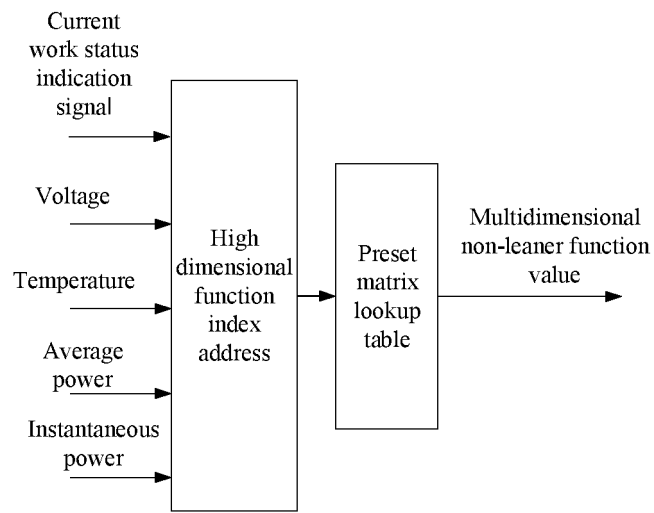 Current
work status
indication
signal
Voltage
Temperature
Average
power
Instantaneous
power
High
dimensional
function
index
address
Preset
matrix
lookup
table
Multidimensional
non-leaner function
value